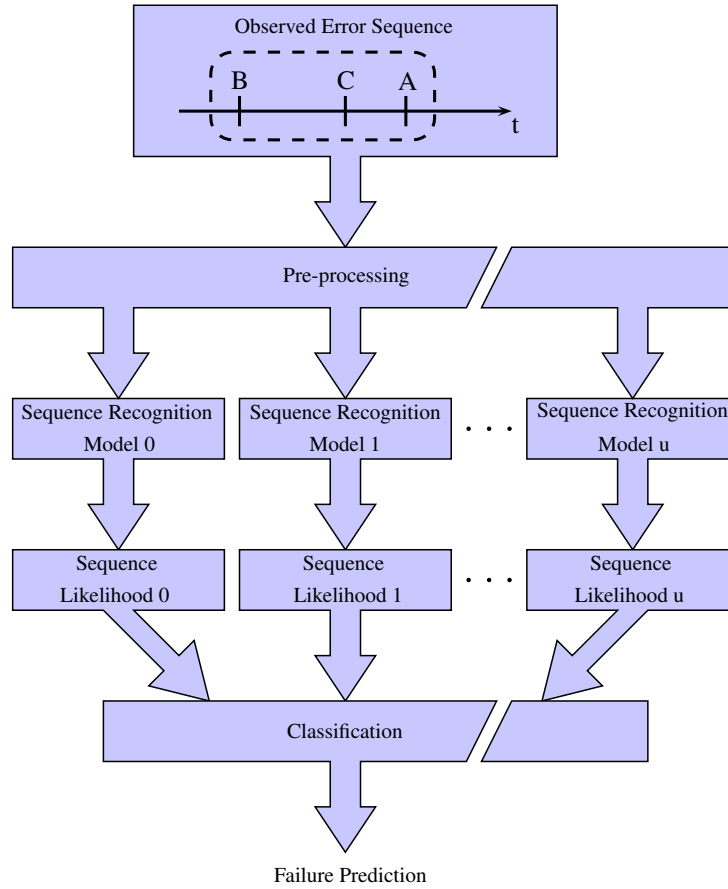 Observed Error Sequence
B C A
t
Pre-processing
Sequence Recognition
Model 0
Sequence Recognition
Model 1
. . .
Sequence Recognition
Model u
Sequence
Likelihood 0
Sequence
Likelihood 1
. . .
Sequence
Likelihood u
Classification
Failure Prediction